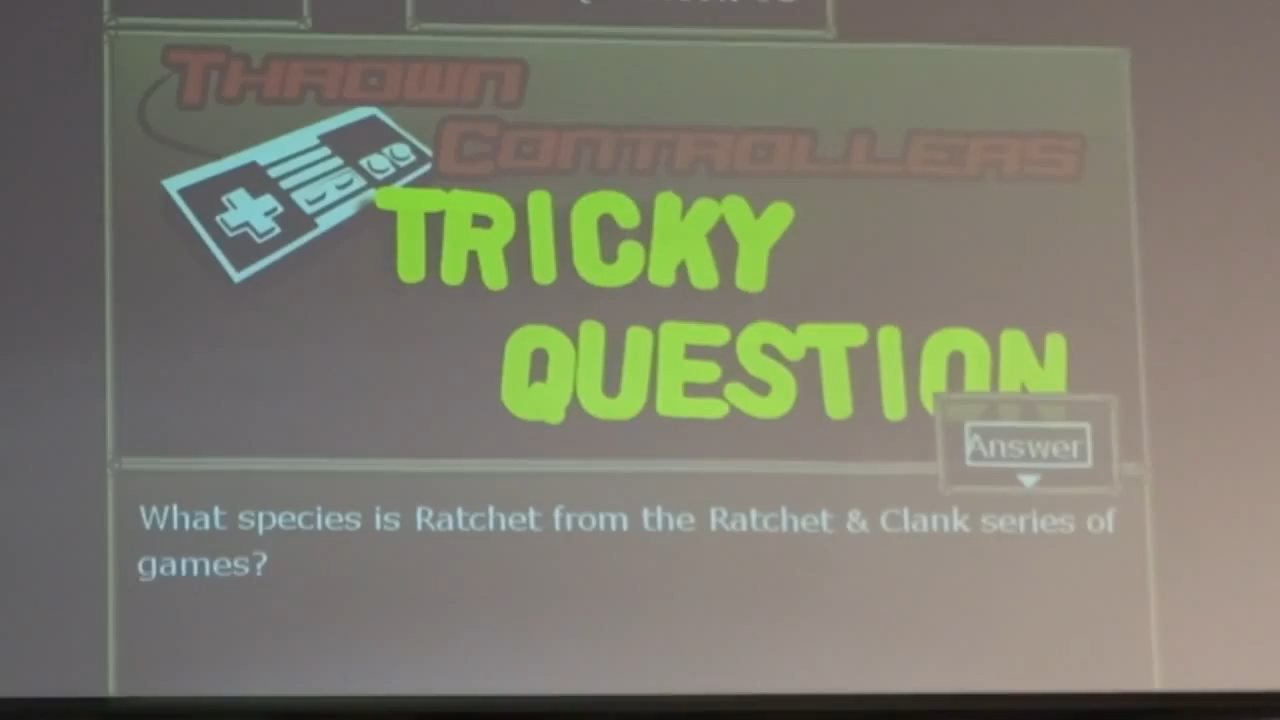 THROWN
CONTROLLERS
TRICKY
QUESTION
Answer
What species is Ratchet from the Ratchet & Clank series of
games?